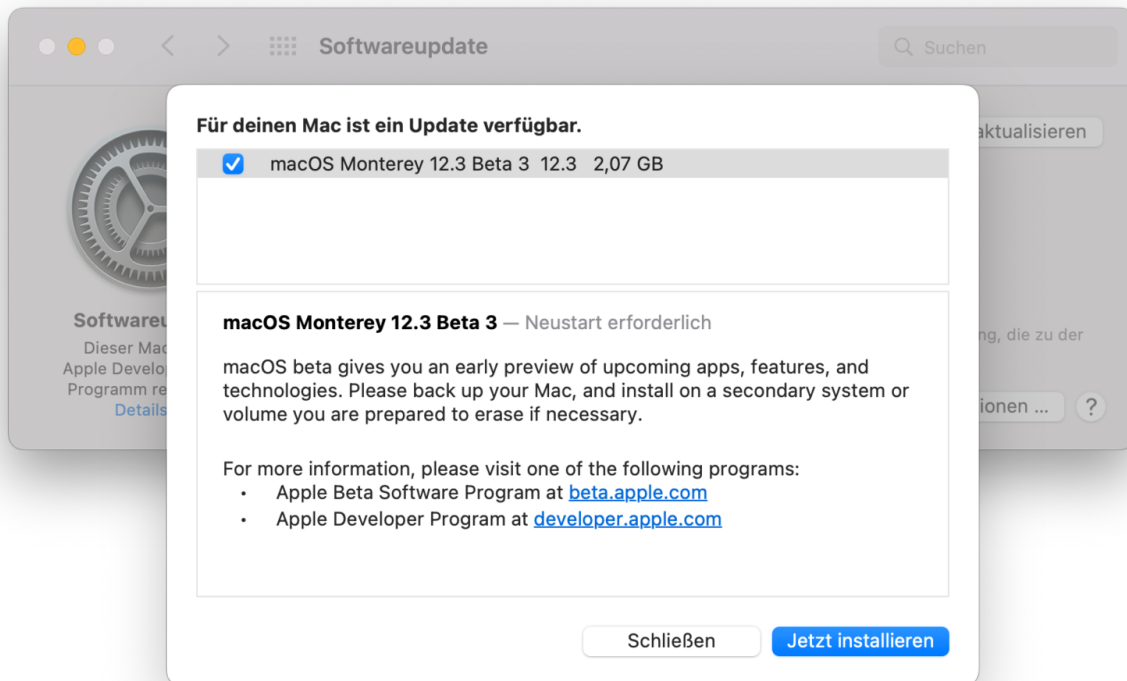 Softwareupdate
Suchen
Für deinen Mac ist ein Update verfügbar.
aktualisieren
macOS Monterey 12.3 Beta 3 12.3 2,07 GB
macOS Monterey 12.3 Beta 3 — Neustart erforderlich
macOS beta gives you an early preview of upcoming apps, features, and
technologies. Please back up your Mac, and install on a secondary system or
volume you are prepared to erase if necessary.
For more information, please visit one of the following programs:
• Apple Beta Software Program at beta.apple.com
• Apple Developer Program at developer.apple.com
Dieser Mac
Apple
Programm
Details
die zu der
?
Schließen
Jetzt installieren